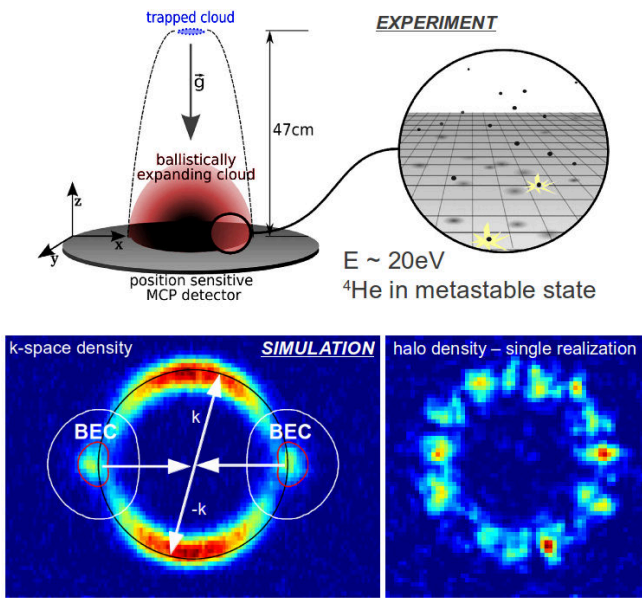 trapped cloud
EXPERIMENT
g
47cm
ballistically
expanding cloud
z
x
y
position sensitive
MCP detector
E ~ 20eV
⁴He in metastable state
k-space density
SIMULATION
k
BEC
BEC
-k
halo density – single realization